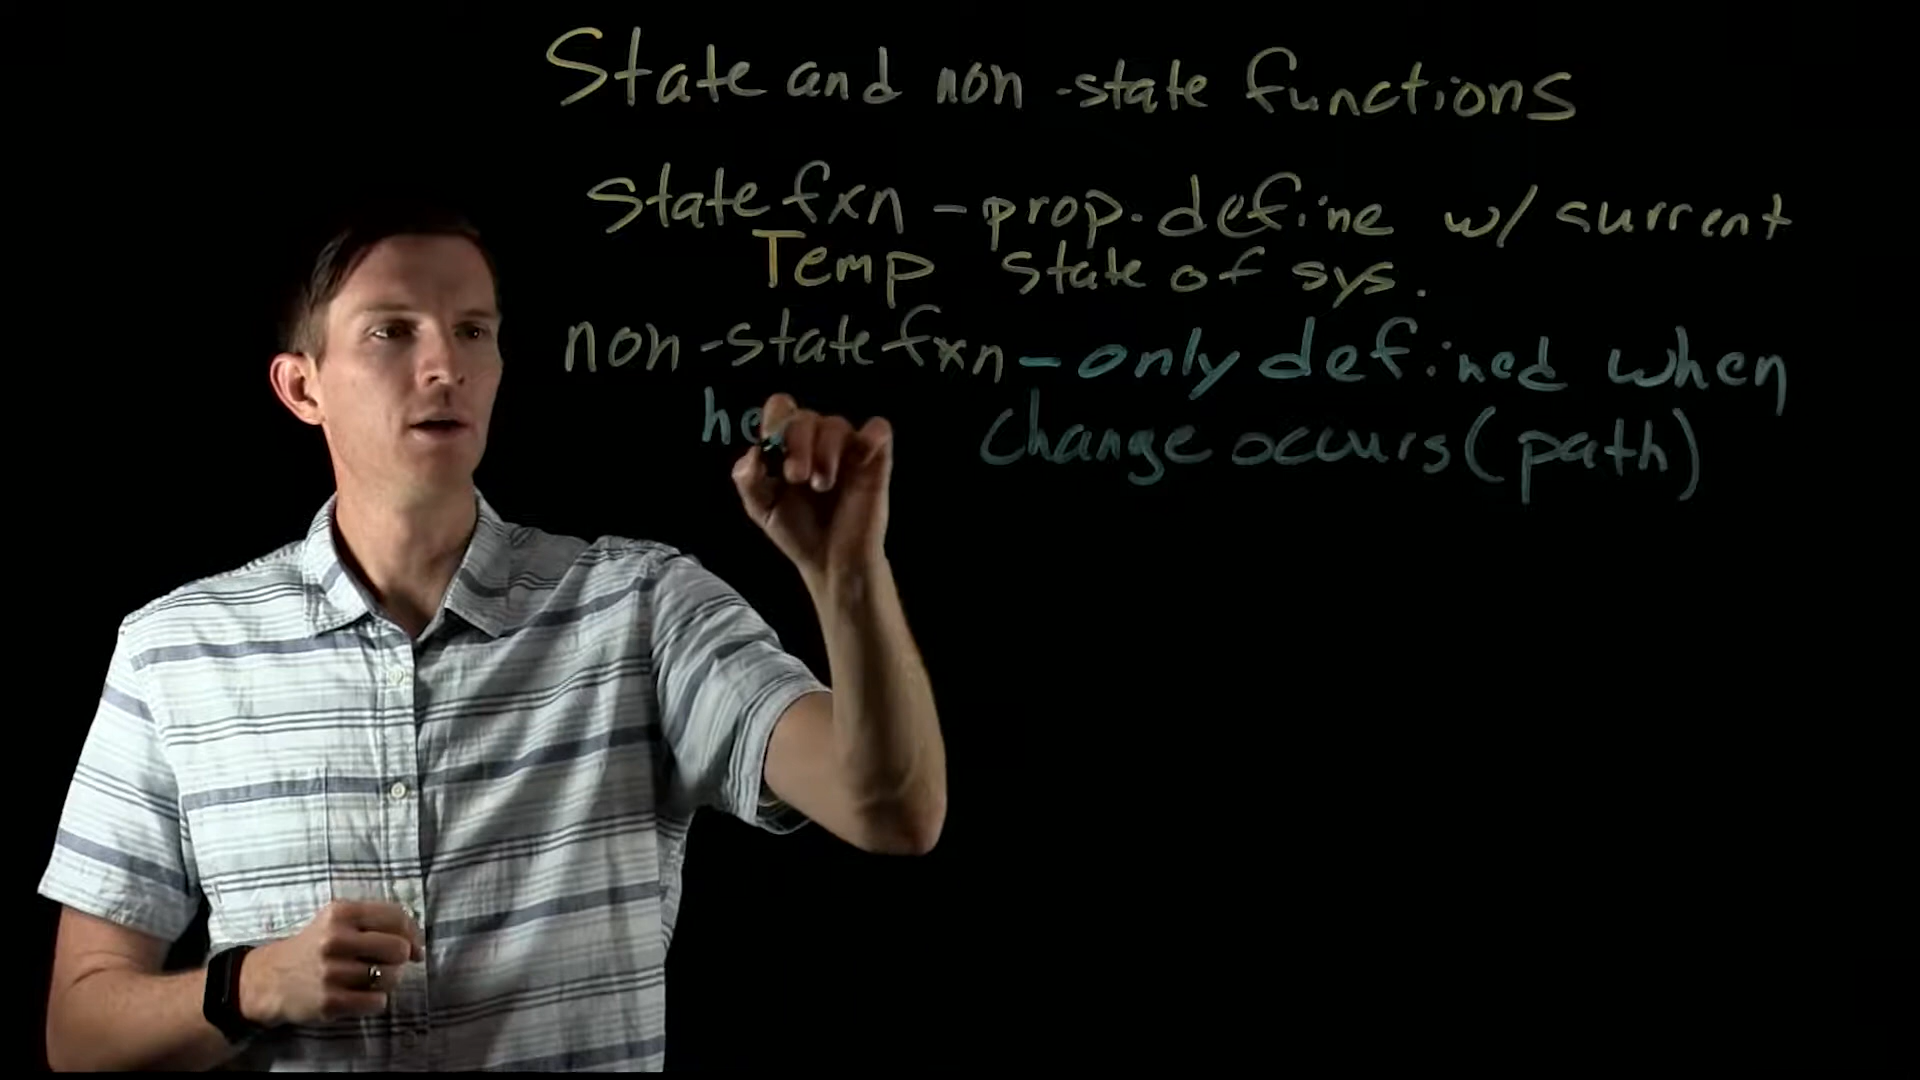 State and non-state functions
state fxn - prop. define w/ current
Temp state of sys.
non-state fxn - only defined when
change occurs (path)